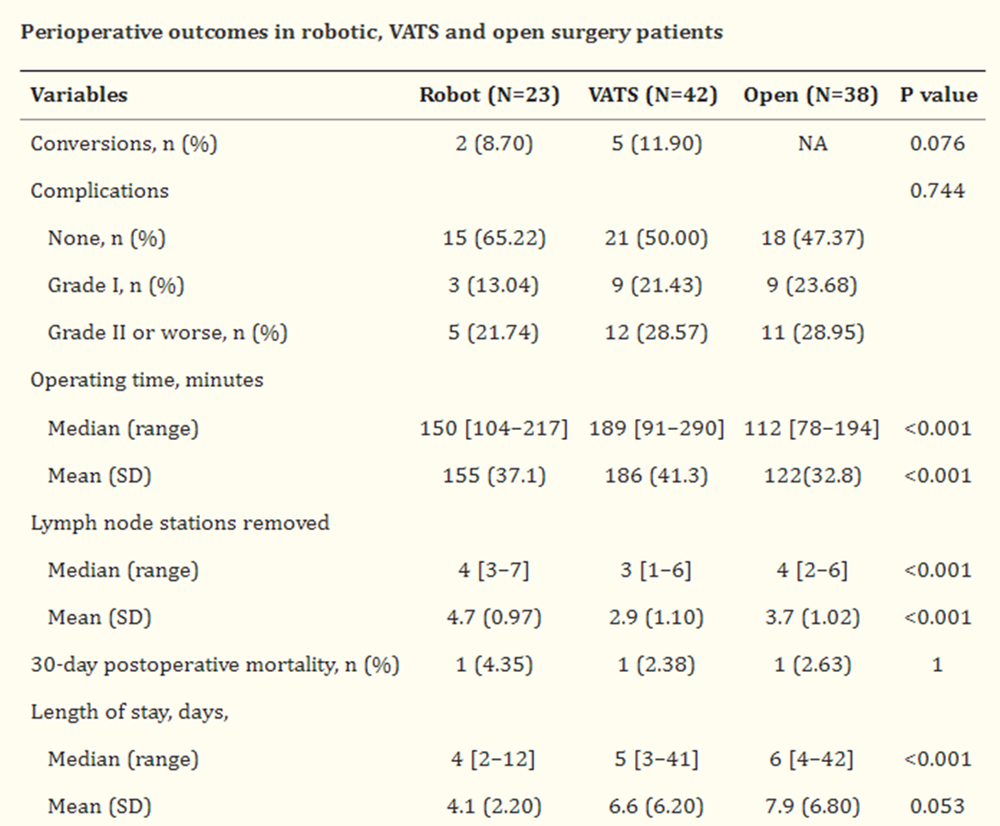 Perioperative outcomes in robotic, VATS and open surgery patients
Variables Robot (N=23) VATS (N=42) Open (N=38) P value
Conversions, n (%) 2 (8.70) 5 (11.90) NA 0.076
Complications 0.744
None, n (%) 15 (65.22) 21 (50.00) 18 (47.37)
Grade I, n (%) 3 (13.04) 9 (21.43) 9 (23.68)
Grade II or worse, n (%) 5 (21.74) 12 (28.57) 11 (28.95)
Operating time, minutes
Median (range) 150 [104–217] 189 [91–290] 112 [78–194] <0.001
Mean (SD) 155 (37.1) 186 (41.3) 122(32.8) <0.001
Lymph node stations removed
Median (range) 4 [3–7] 3 [1–6] 4 [2–6] <0.001
Mean (SD) 4.7 (0.97) 2.9 (1.10) 3.7 (1.02) <0.001
30-day postoperative mortality, n (%) 1 (4.35) 1 (2.38) 1 (2.63) 1
Length of stay, days,
Median (range) 4 [2–12] 5 [3–41] 6 [4–42] <0.001
Mean (SD) 4.1 (2.20) 6.6 (6.20) 7.9 (6.80) 0.053